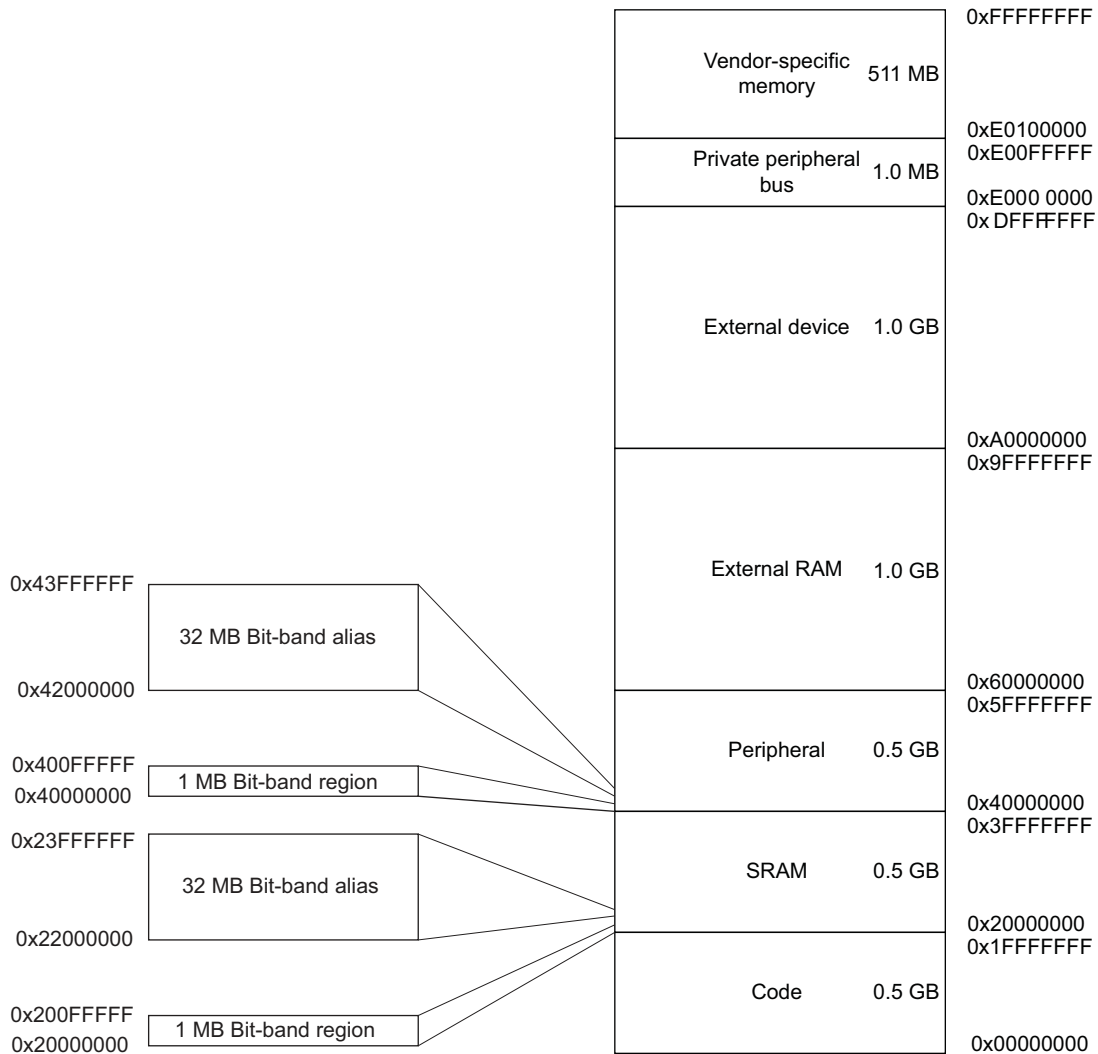 0xFFFFFFFF
Vendor-specific
memory
511 MB
0xE0100000
0xE00FFFFF
Private peripheral
bus
1.0 MB
0xE000 0000
0x DFFFFFFF
External device
1.0 GB
0xA0000000
0x9FFFFFFF
External RAM
1.0 GB
0x60000000
0x5FFFFFFF
Peripheral
0.5 GB
0x40000000
0x3FFFFFFF
SRAM
0.5 GB
0x20000000
0x1FFFFFFF
Code
0.5 GB
0x00000000
0x43FFFFFF
32 MB Bit-band alias
0x42000000
0x400FFFFF
1 MB Bit-band region
0x40000000
0x23FFFFFF
32 MB Bit-band alias
0x22000000
0x200FFFFF
1 MB Bit-band region
0x20000000